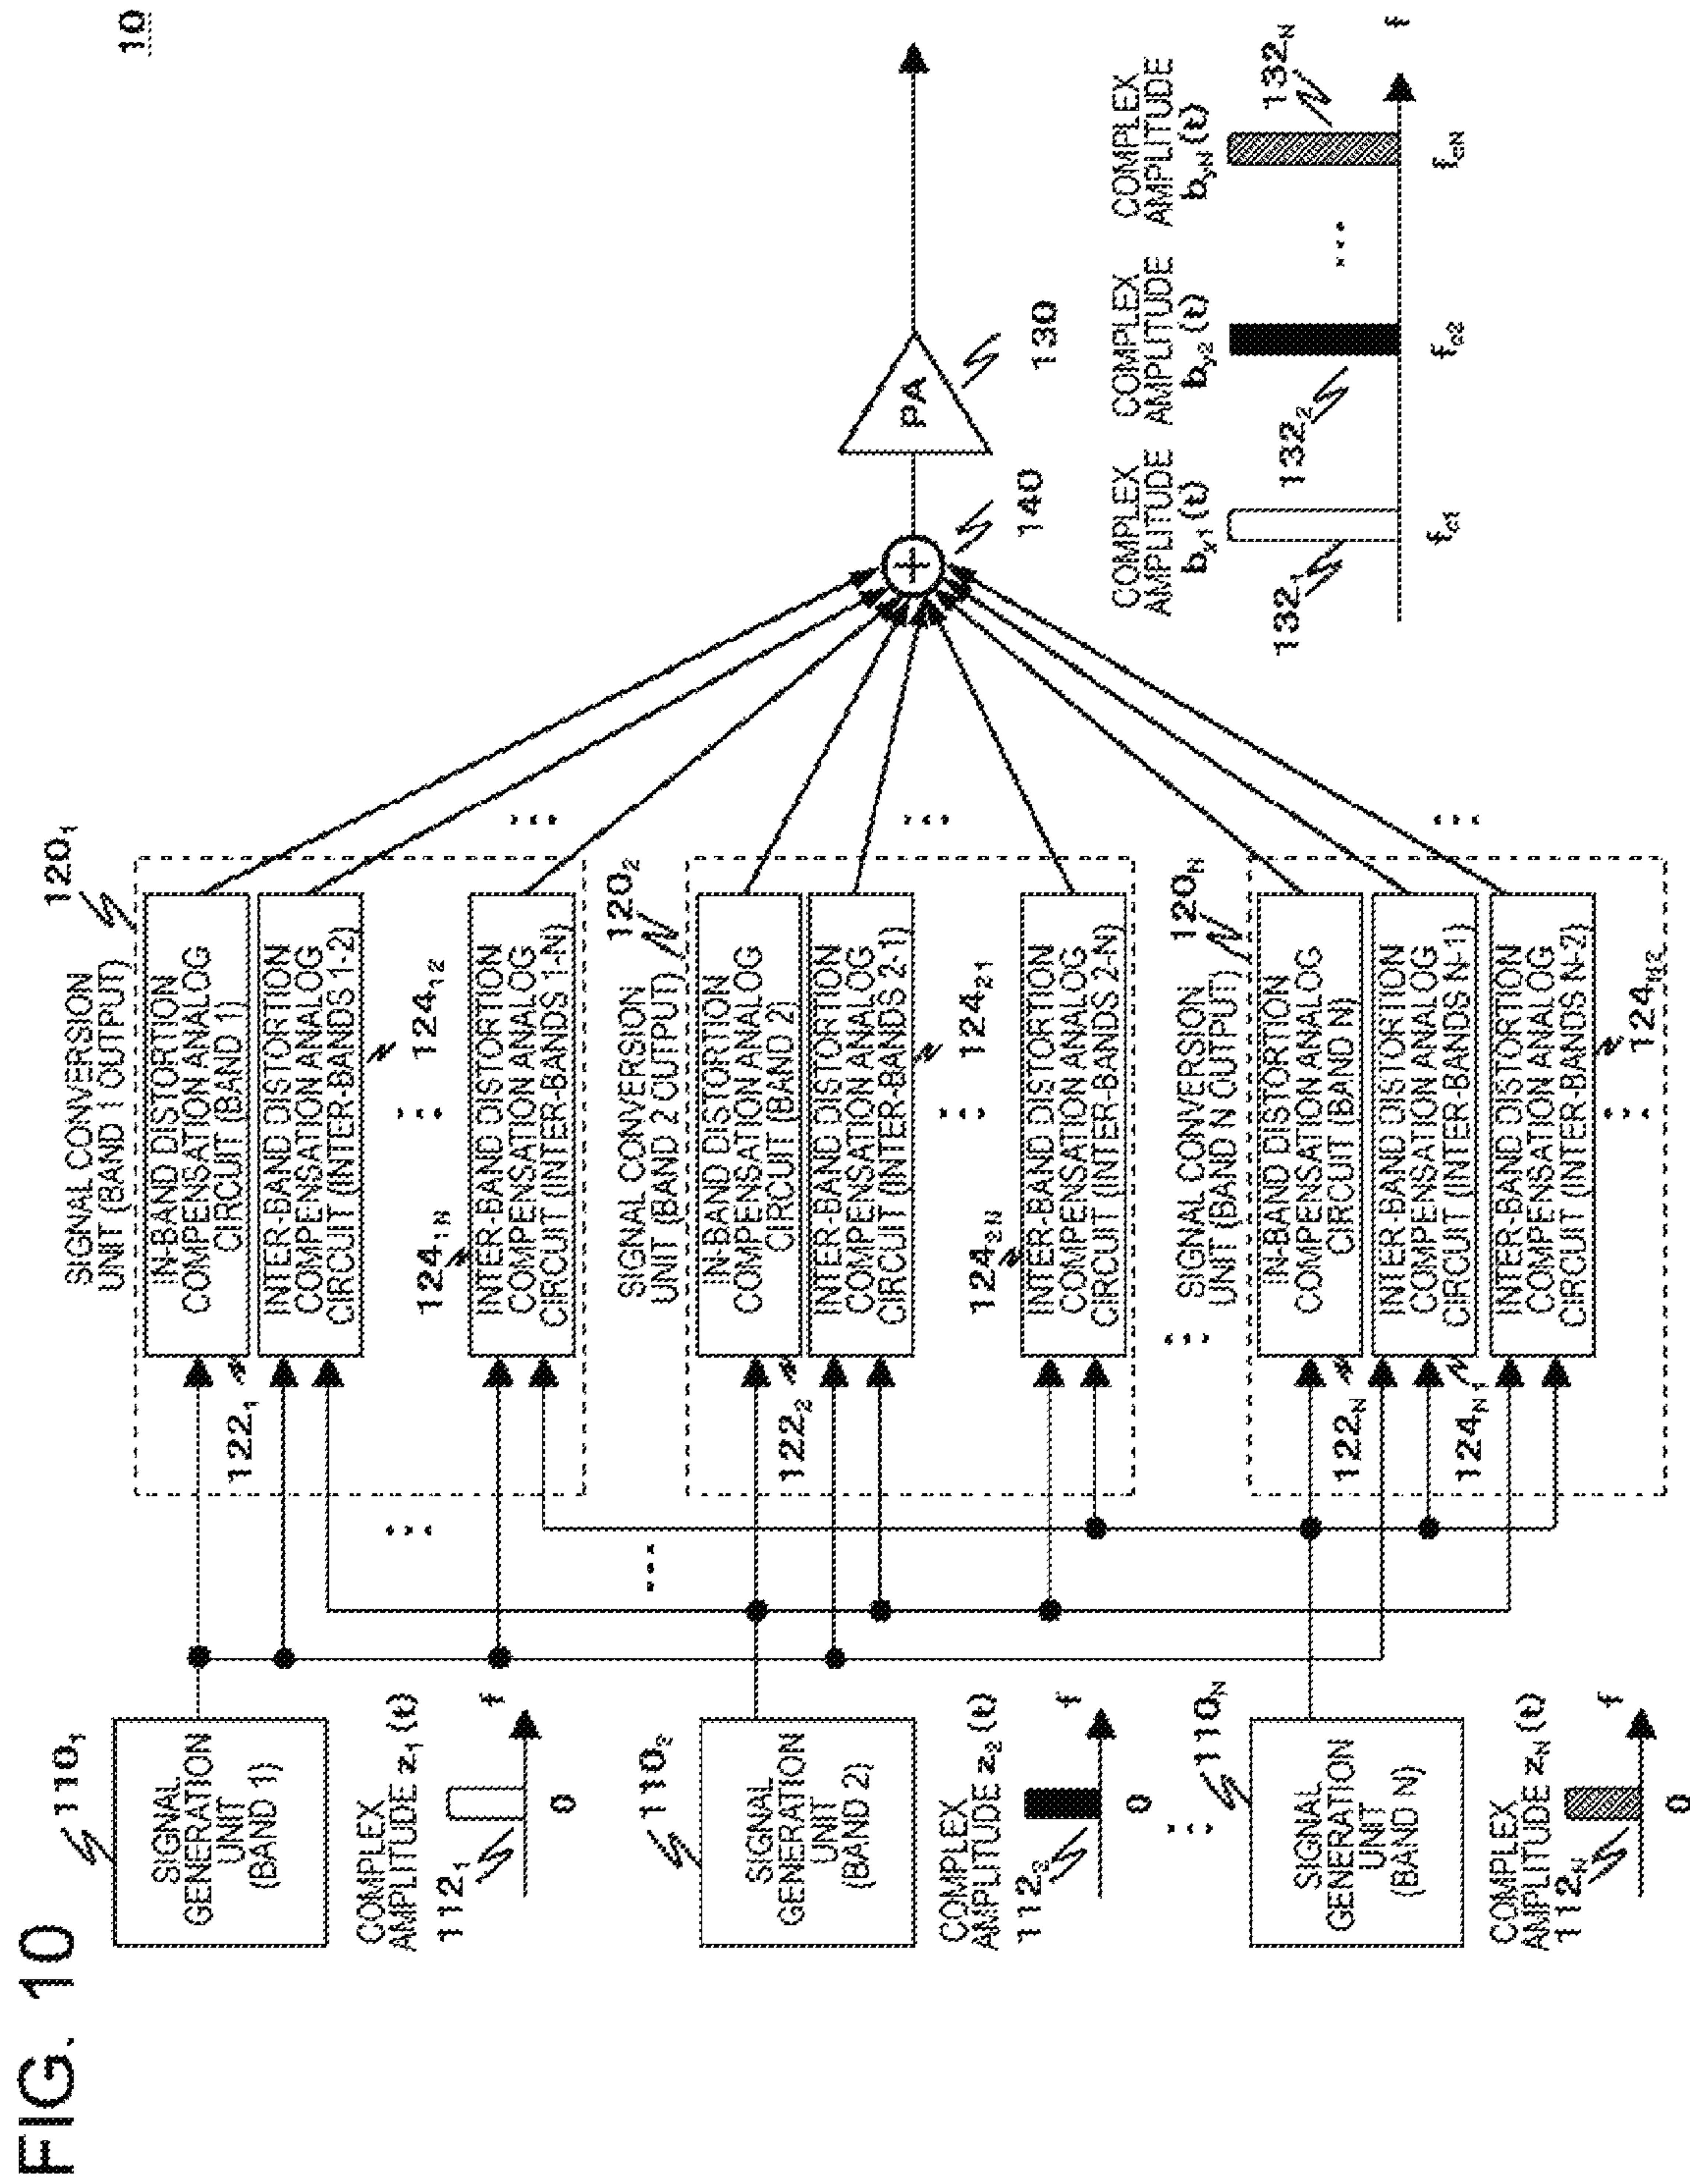 FIG. 10
10
110₁
SIGNAL
GENERATION
UNIT
(BAND 1)
COMPLEX
AMPLITUDE z₁(t)
112₁
f
0
110₂
SIGNAL
GENERATION
UNIT
(BAND 2)
COMPLEX
AMPLITUDE z₂(t)
112₂
f
0
110N
SIGNAL
GENERATION
UNIT
(BAND N)
COMPLEX
AMPLITUDE zN(t)
112N
f
0
SIGNAL CONVERSION
UNIT (BAND 1 OUTPUT)
120₁
IN-BAND DISTORTION
COMPENSATION ANALOG
CIRCUIT (BAND 1)
122₁
INTER-BAND DISTORTION
COMPENSATION ANALOG
CIRCUIT (INTER-BANDS 1-2)
124₁₂
124₁N
INTER-BAND DISTORTION
COMPENSATION ANALOG
CIRCUIT (INTER-BANDS 1-N)
SIGNAL CONVERSION
UNIT (BAND 2 OUTPUT)
120₂
IN-BAND DISTORTION
COMPENSATION ANALOG
CIRCUIT (BAND 2)
122₂
INTER-BAND DISTORTION
COMPENSATION ANALOG
CIRCUIT (INTER-BANDS 2-1)
124₂₁
124₂N
INTER-BAND DISTORTION
COMPENSATION ANALOG
CIRCUIT (INTER-BANDS 2-N)
SIGNAL CONVERSION
UNIT (BAND N OUTPUT)
120N
IN-BAND DISTORTION
COMPENSATION ANALOG
CIRCUIT (BAND N)
122N
INTER-BAND DISTORTION
COMPENSATION ANALOG
CIRCUIT (INTER-BANDS N-1)
124N₁
INTER-BAND DISTORTION
COMPENSATION ANALOG
CIRCUIT (INTER-BANDS N-2)
124N₂
140
PA
130
COMPLEX
AMPLITUDE
by₁(t)
132₁
fc1
COMPLEX
AMPLITUDE
by₂(t)
132₂
fc2
COMPLEX
AMPLITUDE
byN(t)
132N
fcN
f